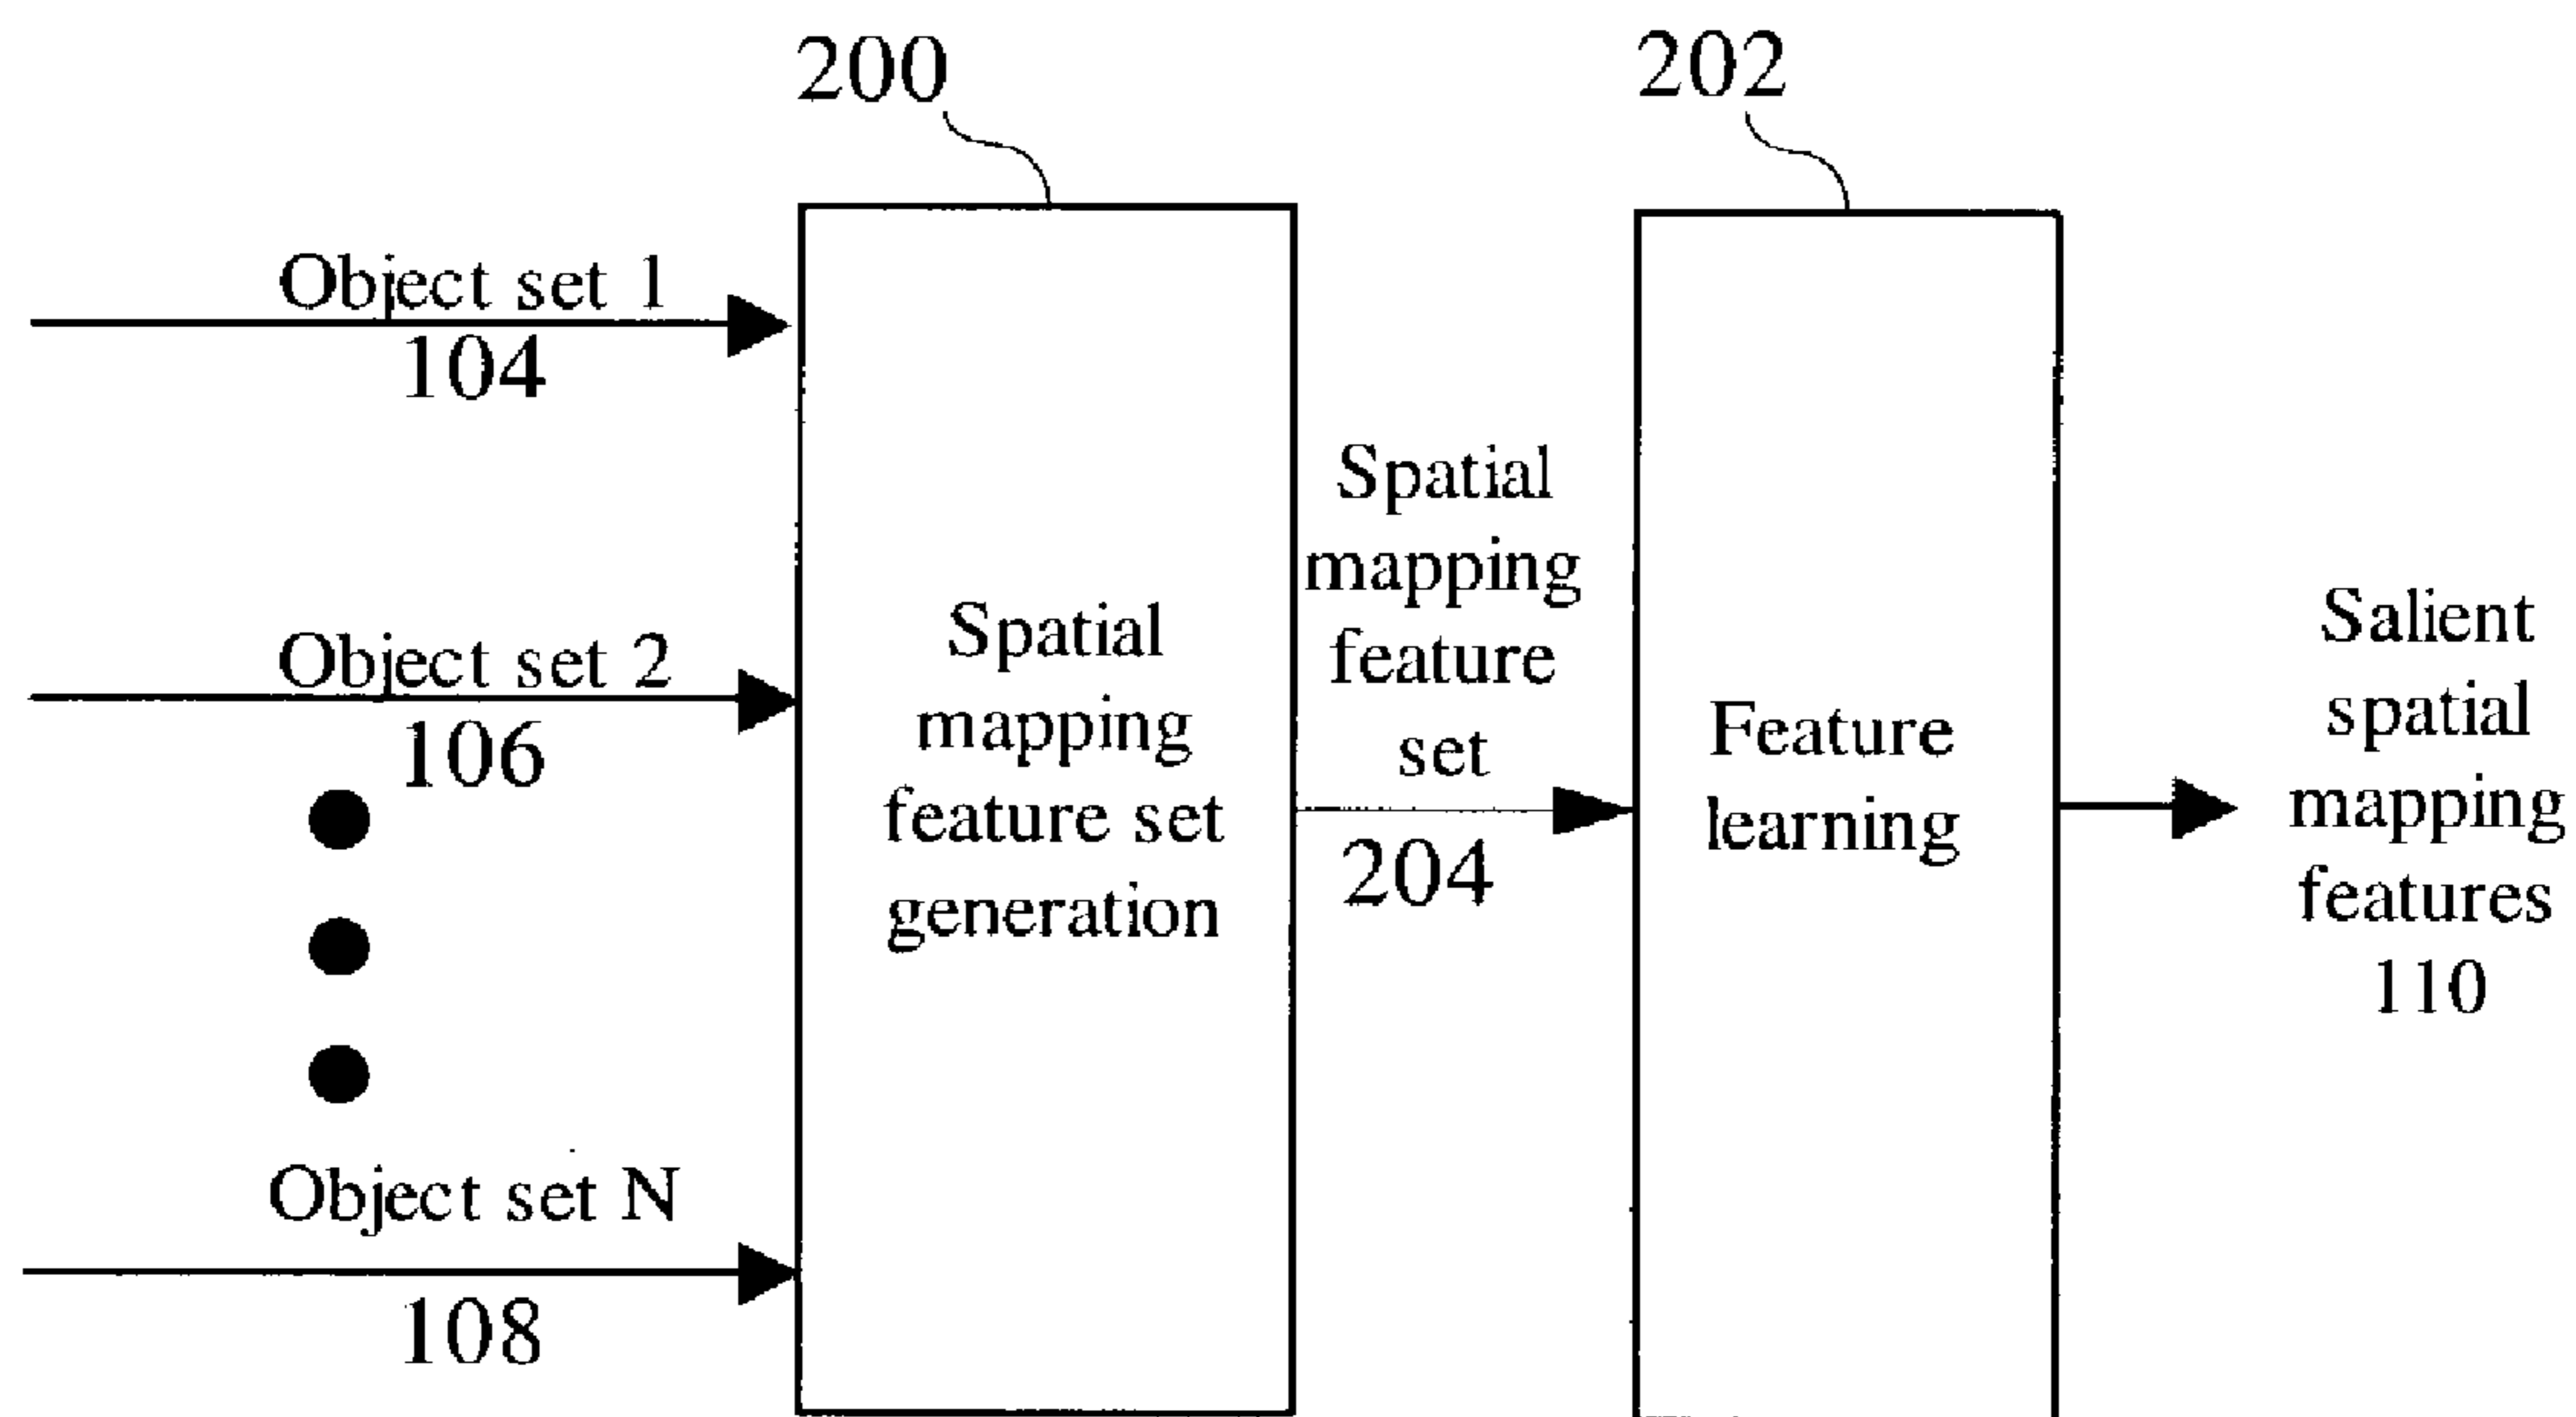 200
202
Object set 1
104
Object set 2
106
Object set N
108
Spatial
mapping
feature set
generation
Spatial
mapping
feature
set
204
Feature
learning
Salient
spatial
mapping
features
110